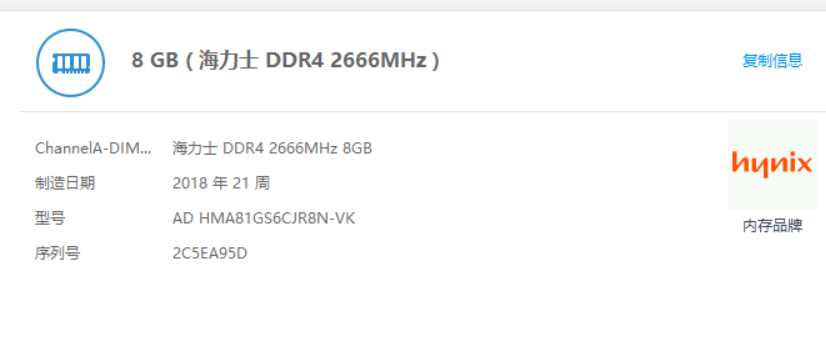 8 GB ( 海力士 DDR4 2666MHz )
复制信息
ChannelA-DIM... 海力士 DDR4 2666MHz 8GB
制造日期 2018 年 21 周
型号 AD HMA81GS6CJR8N-VK
序列号 2C5EA95D
hynix
内存品牌